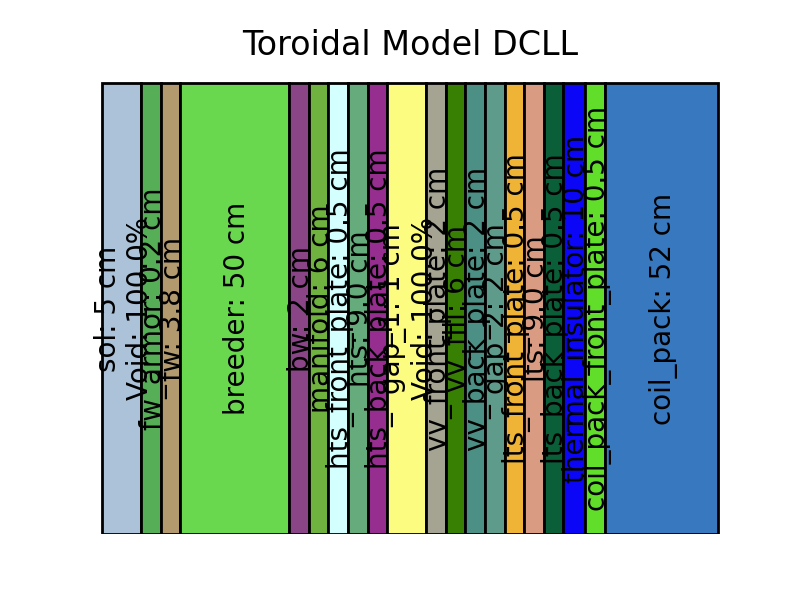 Toroidal Model DCLL
sol: 5 cm
Void: 100.0%
fw_armor: 0.2 cm
fw: 3.8 cm
breeder: 50 cm
bw: 2 cm
manifold: 6 cm
hts_front_plate: 0.5 cm
hts: 9.0 cm
hts_back_plate: 0.5 cm
gap_1: 1 cm
Void: 100.0%
vv_front_plate: 2 cm
vv_fill: 6 cm
vv_back_plate: 2 cm
gap_2: 2 cm
lts_front_plate: 0.5 cm
lts: 9.0 cm
lts_back_plate: 0.5 cm
thermal_insulator: 10 cm
coil_pack_front_plate: 0.5 cm
coil_pack: 52 cm